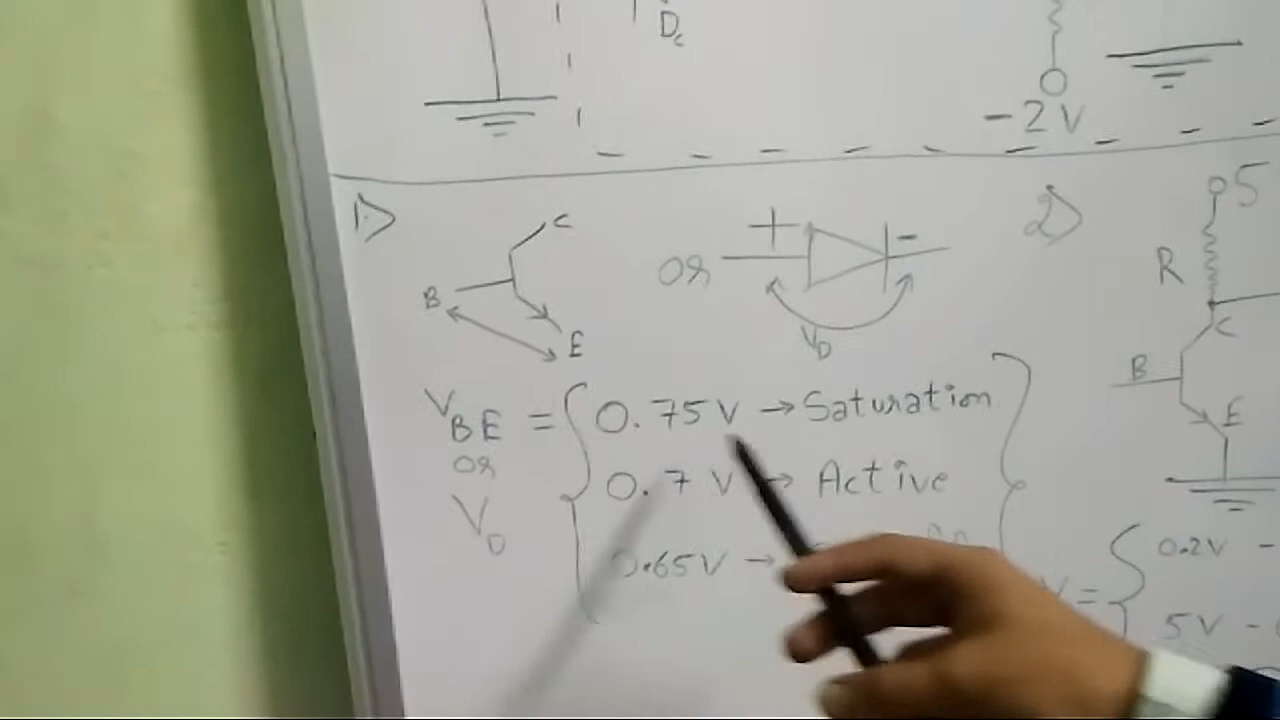 Dc
-2V
1.>
C
B
E
OR
+ -
VD
VBE = { 0.75V → Saturation
OR
VD
0.7 V → Active
0.65V →
2>
5
R
C
B
E
V = { 0.2V -
5V -